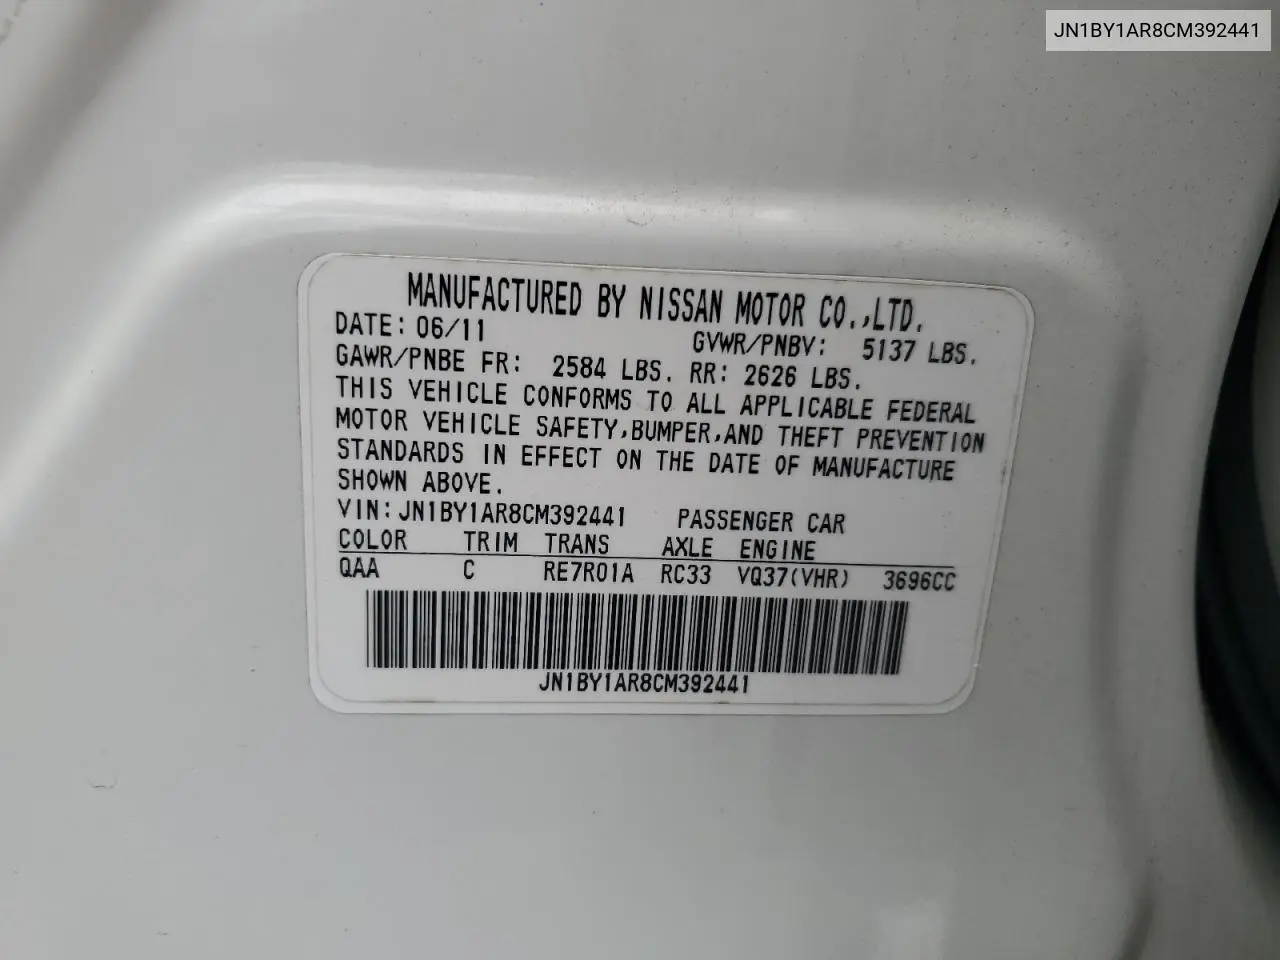 JN1BY1AR8CM392441
MANUFACTURED BY NISSAN MOTOR CO.,LTD.
DATE: 06/11 GVWR/PNBV: 5137 LBS.
GAWR/PNBE FR: 2584 LBS. RR: 2626 LBS.
THIS VEHICLE CONFORMS TO ALL APPLICABLE FEDERAL
MOTOR VEHICLE SAFETY,BUMPER,AND THEFT PREVENTION
STANDARDS IN EFFECT ON THE DATE OF MANUFACTURE
SHOWN ABOVE.
VIN:JN1BY1AR8CM392441 PASSENGER CAR
COLOR TRIM TRANS AXLE ENGINE
QAA C RE7R01A RC33 VQ37(VHR) 3696CC
JN1BY1AR8CM392441